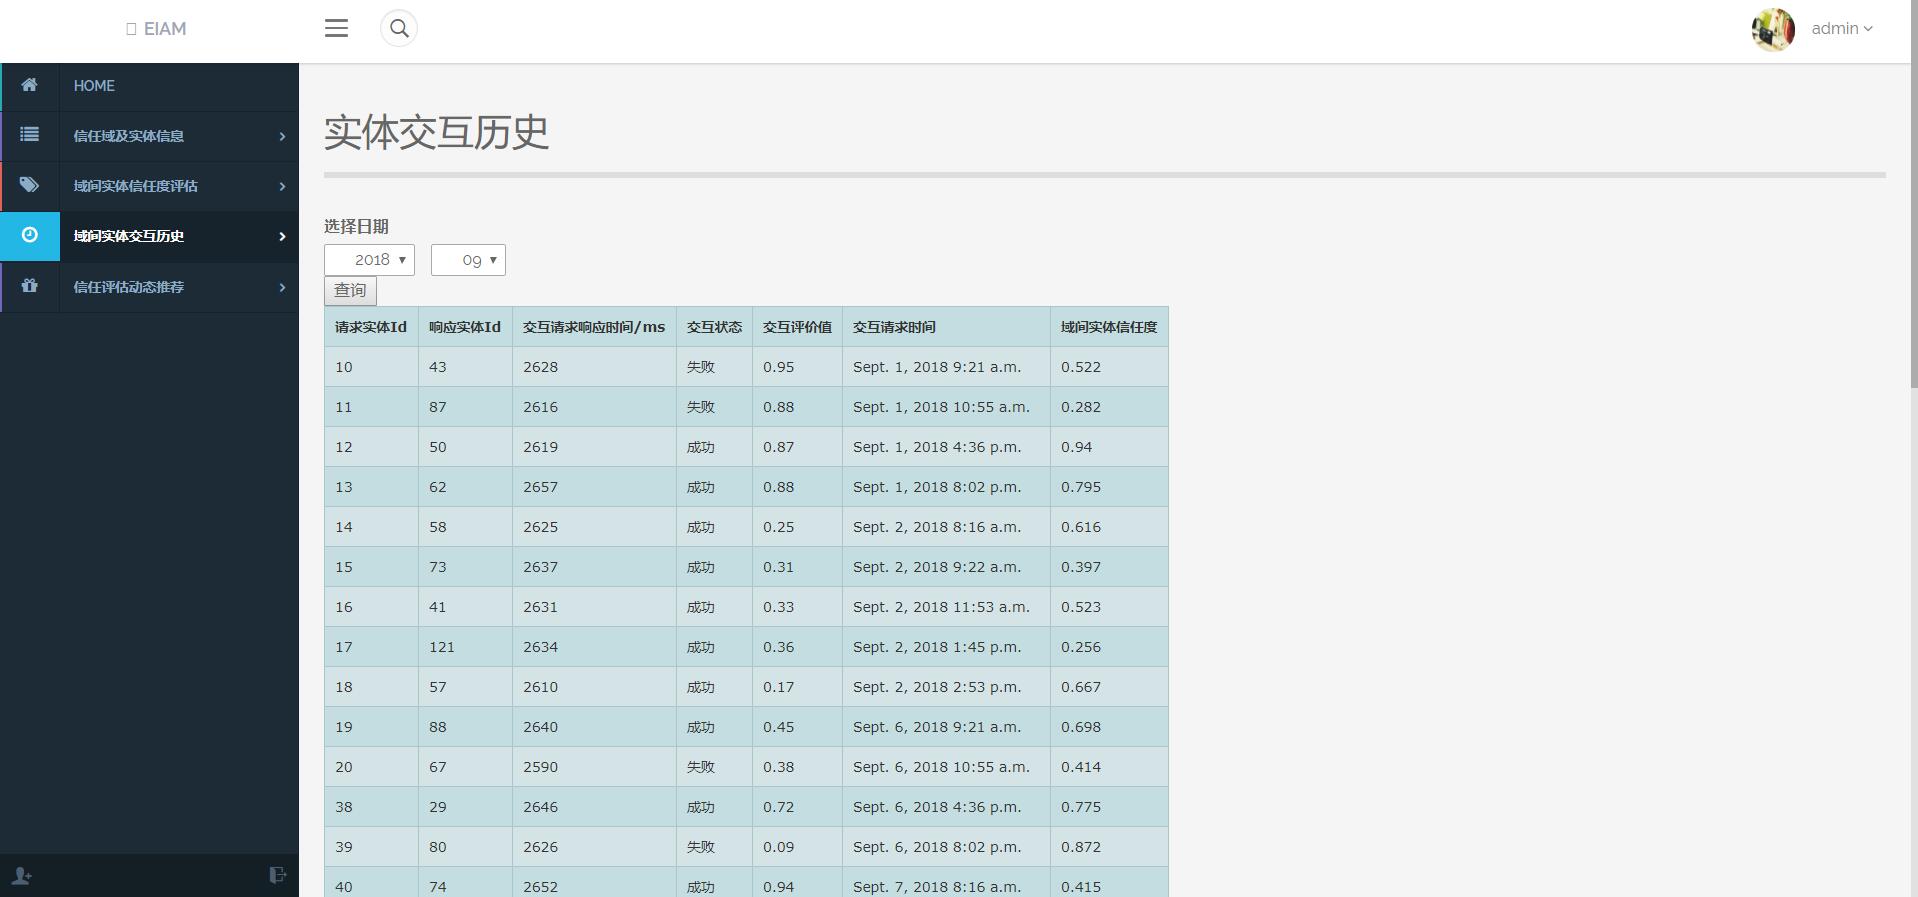 EIAM
admin
HOME
信任域及实体信息
域间实体信任度评估
域间实体交互历史
信任评估动态推荐
实体交互历史
选择日期
2018 09
查询
请求实体Id 响应实体Id 交互请求响应时间/ms 交互状态 交互评价值 交互请求时间 域间实体信任度
10 43 2628 失败 0.95 Sept. 1, 2018 9:21 a.m. 0.522
11 87 2616 失败 0.88 Sept. 1, 2018 10:55 a.m. 0.282
12 50 2619 成功 0.87 Sept. 1, 2018 4:36 p.m. 0.94
13 62 2657 成功 0.88 Sept. 1, 2018 8:02 p.m. 0.795
14 58 2625 成功 0.25 Sept. 2, 2018 8:16 a.m. 0.616
15 73 2637 成功 0.31 Sept. 2, 2018 9:22 a.m. 0.397
16 41 2631 成功 0.33 Sept. 2, 2018 11:53 a.m. 0.523
17 121 2634 成功 0.36 Sept. 2, 2018 1:45 p.m. 0.256
18 57 2610 成功 0.17 Sept. 2, 2018 2:53 p.m. 0.667
19 88 2640 成功 0.45 Sept. 6, 2018 9:21 a.m. 0.698
20 67 2590 失败 0.38 Sept. 6, 2018 10:55 a.m. 0.414
38 29 2646 成功 0.72 Sept. 6, 2018 4:36 p.m. 0.775
39 80 2626 失败 0.09 Sept. 6, 2018 8:02 p.m. 0.872
40 74 2652 成功 0.94 Sept. 7, 2018 8:16 a.m. 0.415